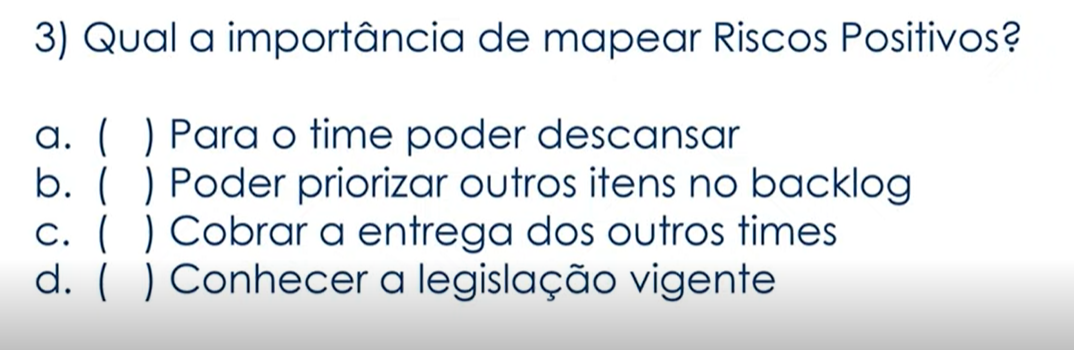 3) Qual a importância de mapear Riscos Positivos?
a. ( ) Para o time poder descansar
b. ( ) Poder priorizar outros itens no backlog
c. ( ) Cobrar a entrega dos outros times
d. ( ) Conhecer a legislação vigente